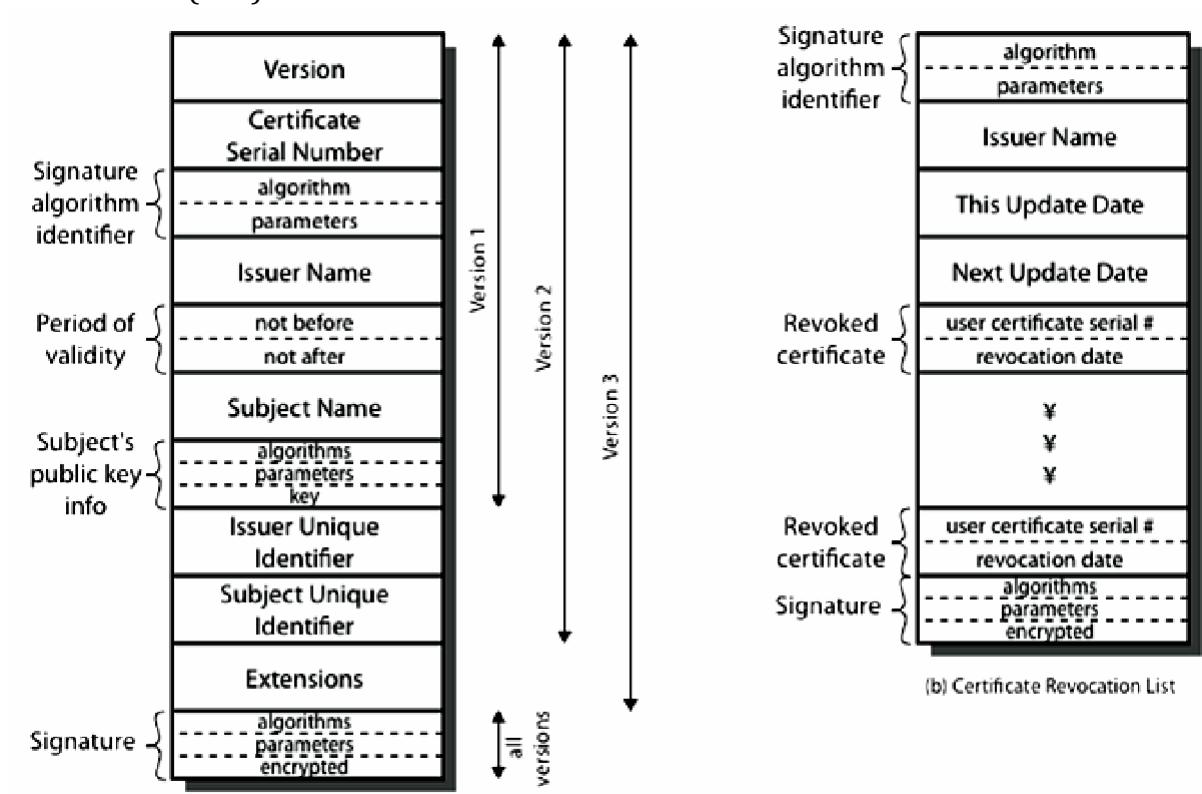 Version
Certificate
Serial Number
Signature
algorithm
identifier
algorithm
parameters
Issuer Name
Period of
validity
not before
not after
Subject Name
Subject's
public key
info
algorithms
parameters
key
Issuer Unique
Identifier
Subject Unique
Identifier
Extensions
Signature
algorithms
parameters
encrypted
Version 1
Version 2
Version 3
all
versions
Signature
algorithm
identifier
algorithm
parameters
Issuer Name
This Update Date
Next Update Date
Revoked
certificate
user certificate serial #
revocation date
¥
¥
¥
Revoked
certificate
user certificate serial #
revocation date
Signature
algorithms
parameters
encrypted
(b) Certificate Revocation List